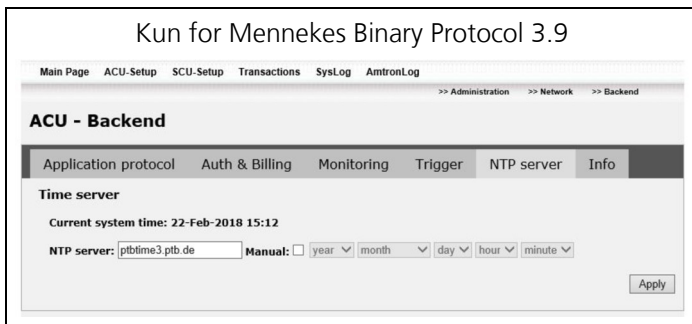 Kun for Mennekes Binary Protocol 3.9
Main Page ACU-Setup SCU-Setup Transactions SysLog AmtronLog
>> Administration >> Network >> Backend
ACU - Backend
Application protocol Auth & Billing Monitoring Trigger NTP server Info
Time server
Current system time: 22-Feb-2018 15:12
NTP server: ptbtime3.ptb.de Manual: year month day hour minute
Apply